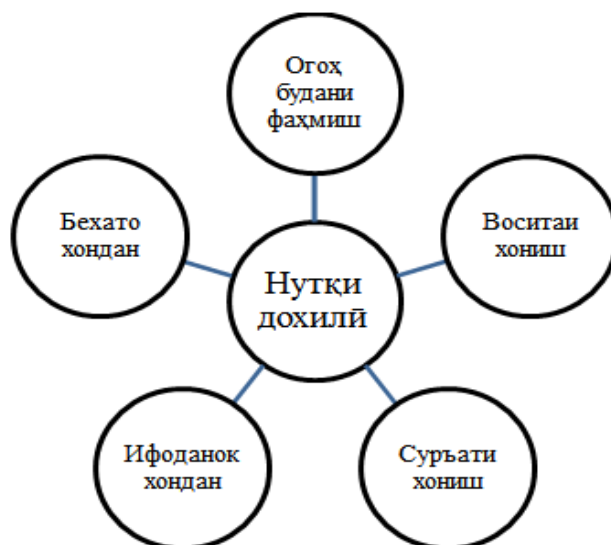 Огоҳ
будани
фаҳмиш
Бехато
хондан
Воситаи
хониш
Нутқи
дохилӣ
Ифоданок
хондан
Суръати
хониш